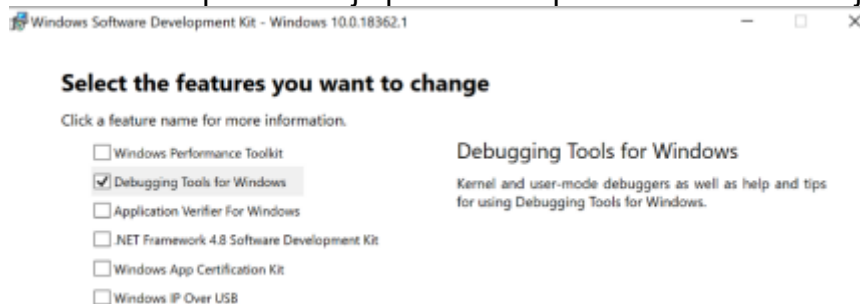 Windows Software Development Kit - Windows 10.0.18362.1
Select the features you want to change
Click a feature name for more information.
Windows Performance Toolkit
Debugging Tools for Windows
Application Verifier For Windows
.NET Framework 4.8 Software Development Kit
Windows App Certification Kit
Windows IP Over USB
Debugging Tools for Windows
Kernel and user-mode debuggers as well as help and tips
for using Debugging Tools for Windows.